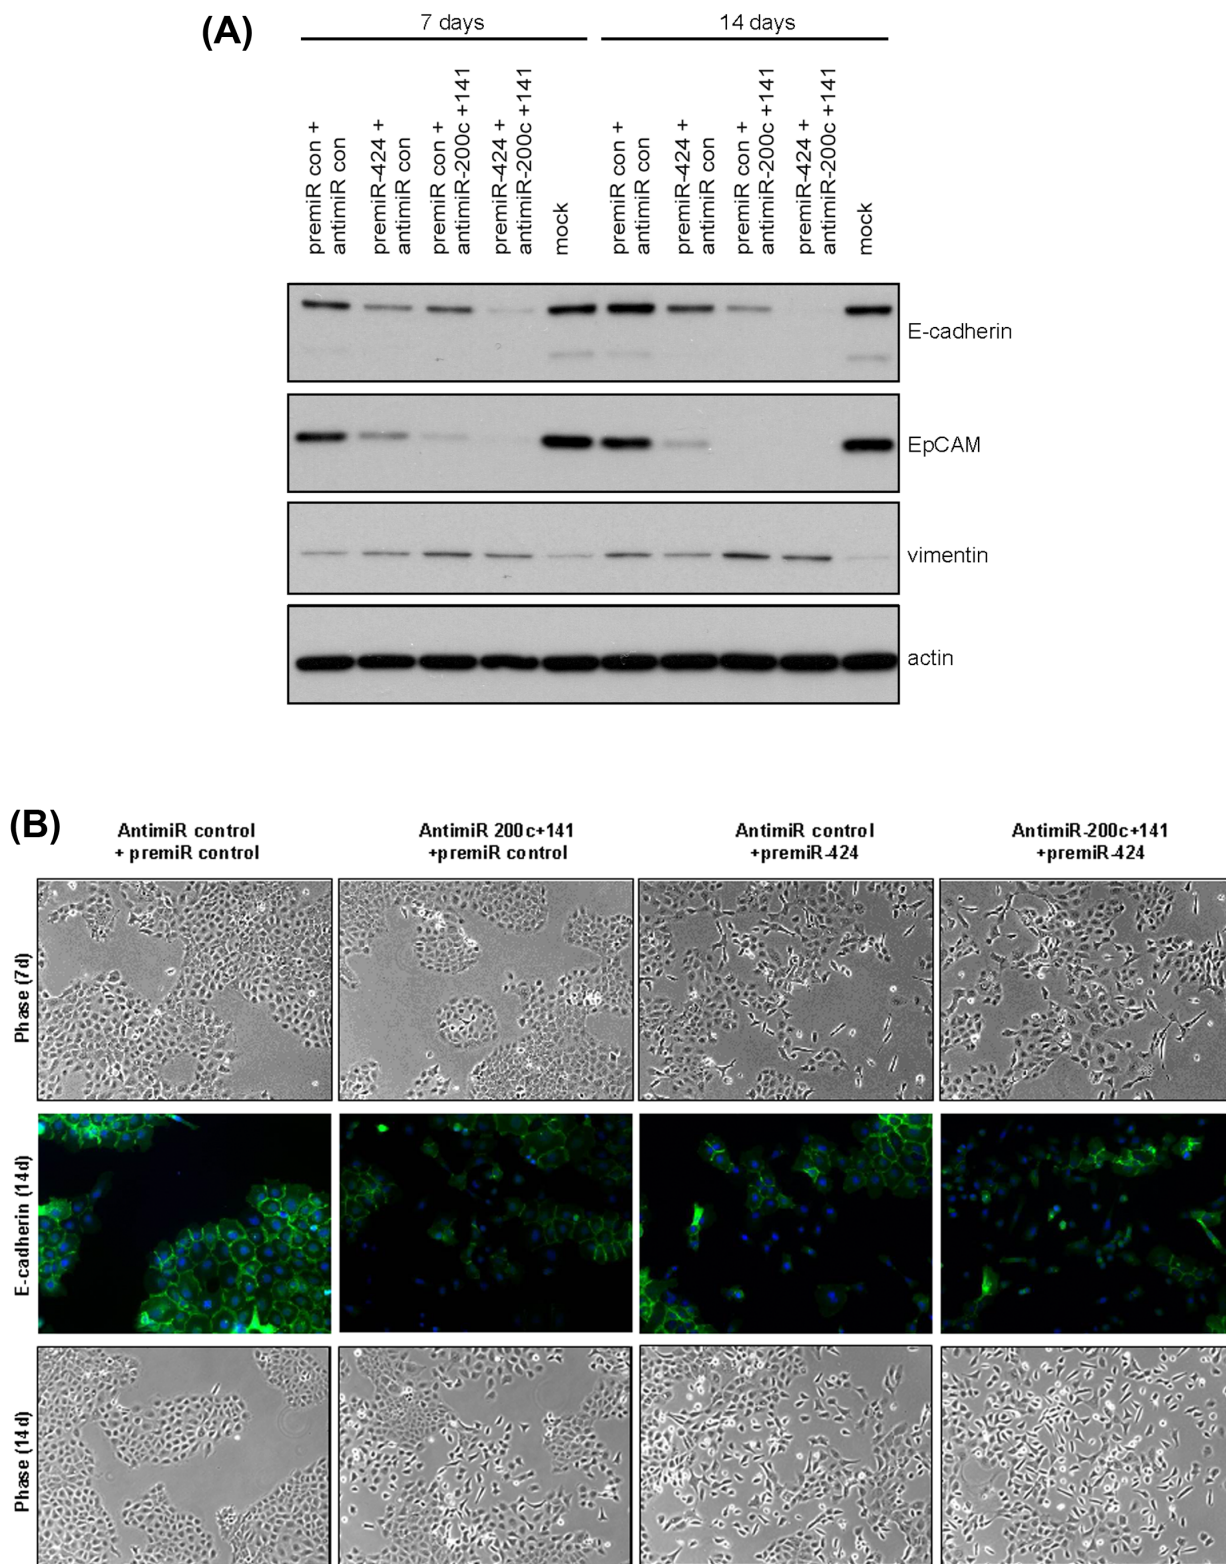 (A)
7 days
14 days
premiR con +
antimiR con
premiR-424 +
antimiR con
premiR con +
antimiR-200c +141
premiR-424 +
antimiR-200c +141
mock
premiR con +
antimiR con
premiR-424 +
antimiR con
premiR con +
antimiR-200c +141
premiR-424 +
antimiR-200c +141
mock
E-cadherin
EpCAM
vimentin
actin
(B)
AntimiR control
+ premiR control
AntimiR 200c+141
+premiR control
AntimiR control
+premiR-424
AntimiR-200c+141
+premiR-424
Phase (7d)
E-cadherin (14d)
Phase (14d)